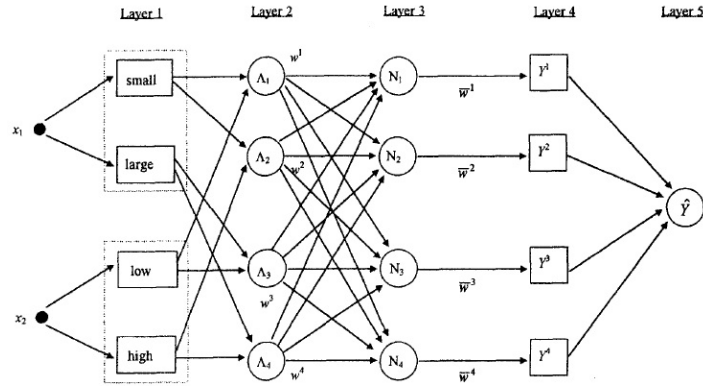 Layer 1 Layer 2 Layer 3 Layer 4 Layer 5
w¹
small Λ₁ N₁ w̅¹ Y¹
x₁
large Λ₂ w² N₂ w̅² Y²
Ŷ
low Λ₃ N₃ w̅³ Y³
w³
x₂
high Λ₄ w⁴ N₄ w̅⁴ Y⁴